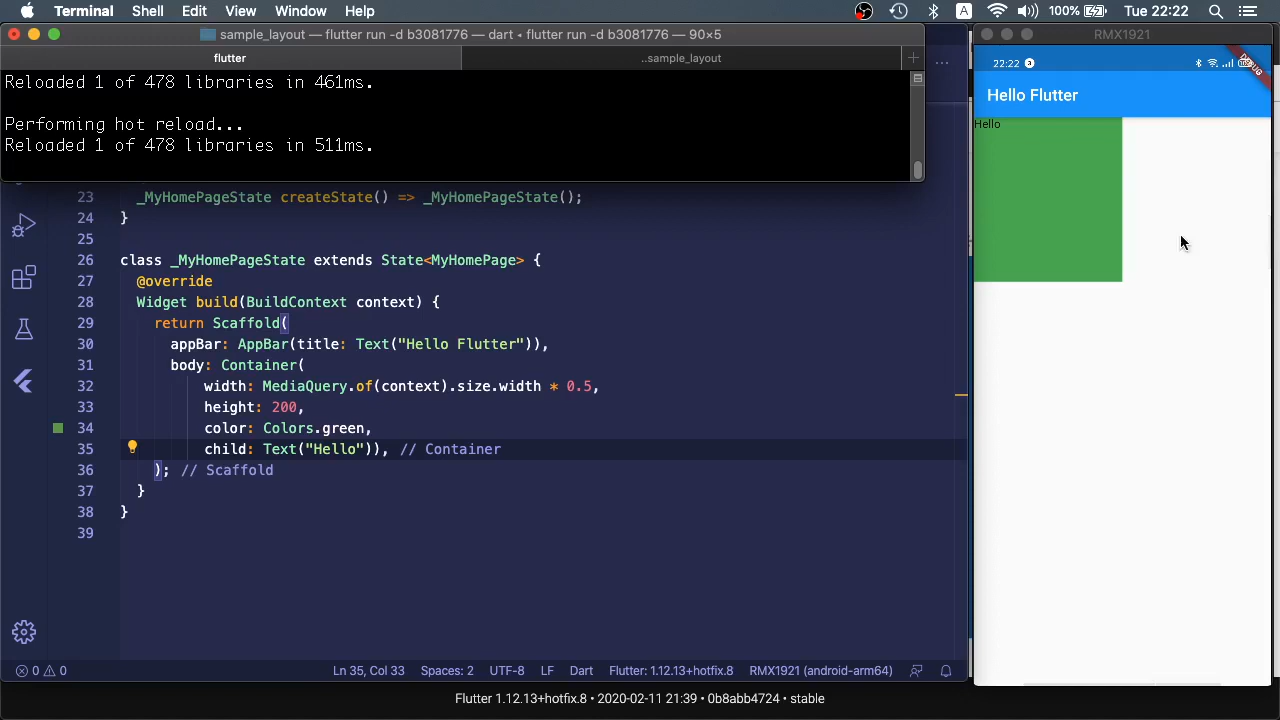 Terminal Shell Edit View Window Help 100% Tue 22:22
sample_layout — flutter run -d b3081776 — dart ◂ flutter run -d b3081776 — 90×5
flutter
..sample_layout
Reloaded 1 of 478 libraries in 461ms.
Performing hot reload...
Reloaded 1 of 478 libraries in 511ms.
23 _MyHomePageState createState() => _MyHomePageState();
24 }
25
26 class _MyHomePageState extends State<MyHomePage> {
27 @override
28 Widget build(BuildContext context) {
29 return Scaffold(
30 appBar: AppBar(title: Text("Hello Flutter")),
31 body: Container(
32 width: MediaQuery.of(context).size.width * 0.5,
33 height: 200,
34 color: Colors.green,
35 child: Text("Hello")), // Container
36 ); // Scaffold
37 }
38 }
39
0 0 Ln 35, Col 33 Spaces: 2 UTF-8 LF Dart Flutter: 1.12.13+hotfix.8 RMX1921 (android-arm64)
Flutter 1.12.13+hotfix.8 • 2020-02-11 21:39 • 0b8abb4724 • stable
RMX1921
22:22 3
DEBUG
Hello Flutter
Hello